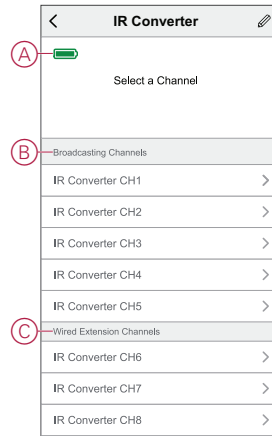 IR Converter
A
Select a Channel
B
Broadcasting Channels
IR Converter CH1
IR Converter CH2
IR Converter CH3
IR Converter CH4
IR Converter CH5
C
Wired Extension Channels
IR Converter CH6
IR Converter CH7
IR Converter CH8